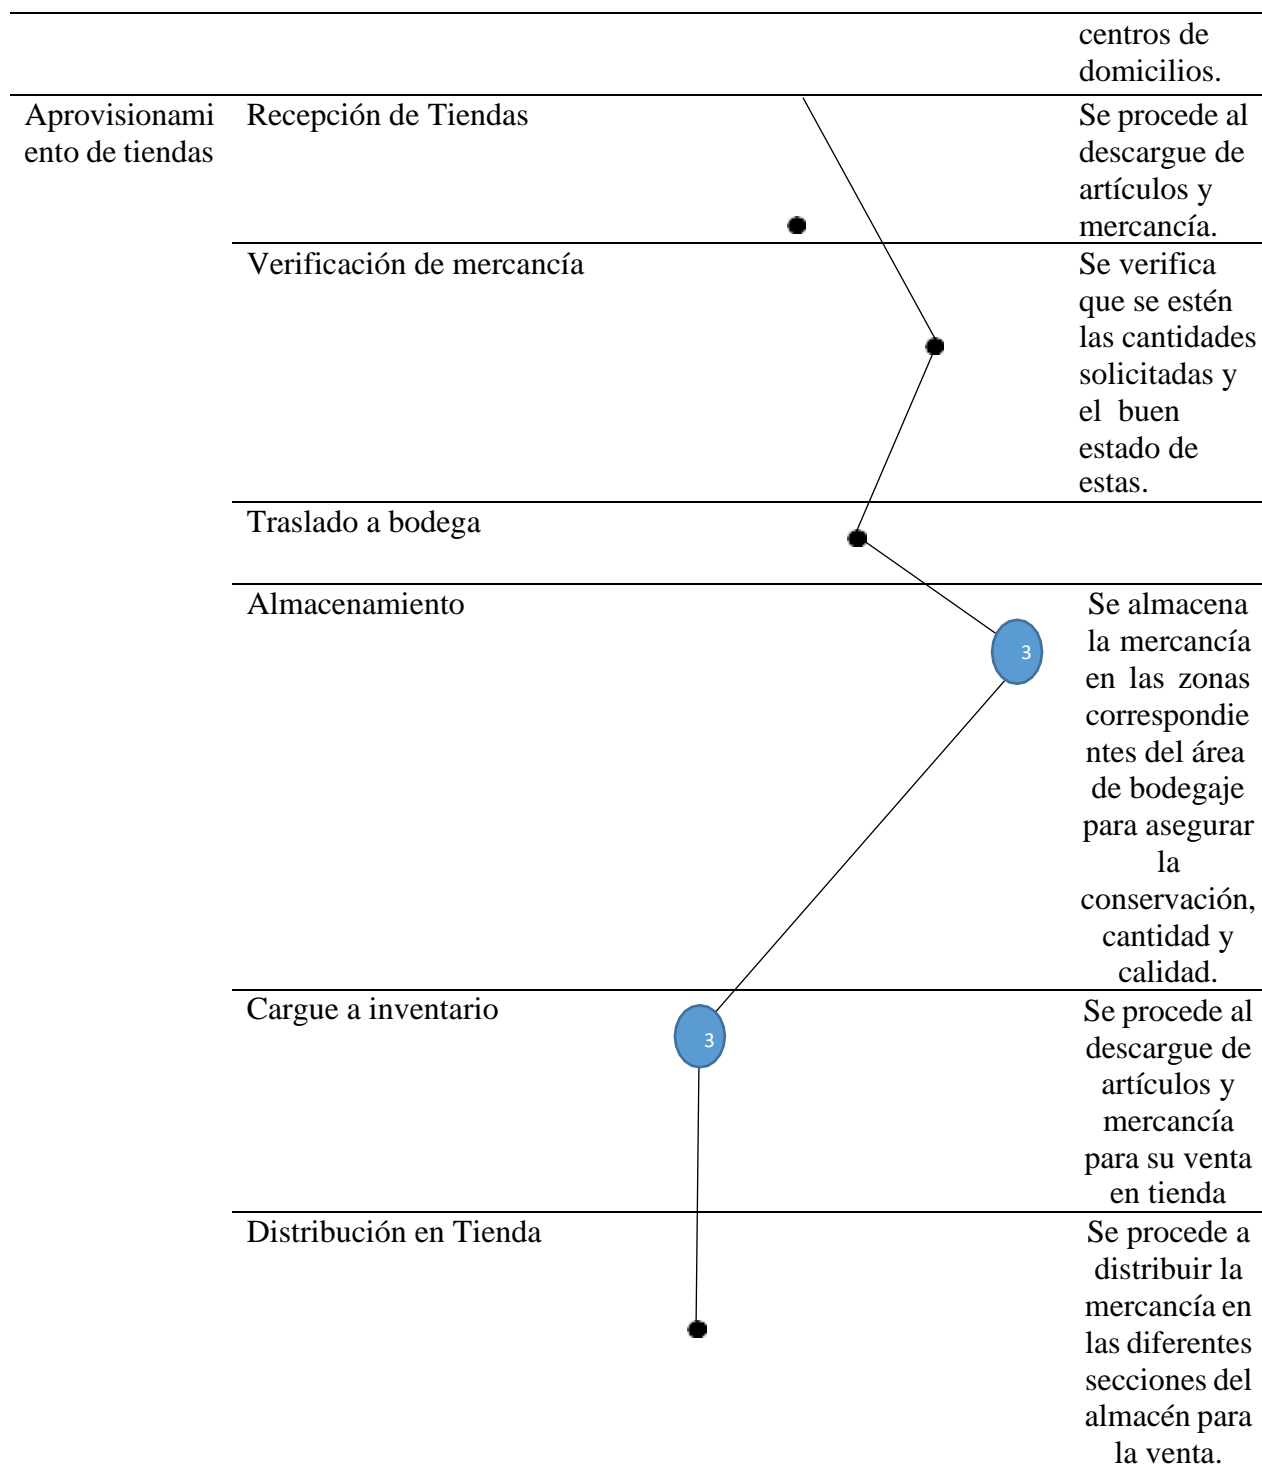 centros de
domicilios.
Aprovisionami
ento de tiendas
Recepción de Tiendas
Se procede al
descargue de
artículos y
mercancía.
Verificación de mercancía
Se verifica
que se estén
las cantidades
solicitadas y
el buen
estado de
estas.
Traslado a bodega
Almacenamiento
3
Se almacena
la mercancía
en las zonas
correspondie
ntes del área
de bodegaje
para asegurar
la
conservación,
cantidad y
calidad.
Cargue a inventario
3
Se procede al
descargue de
artículos y
mercancía
para su venta
en tienda
Distribución en Tienda
Se procede a
distribuir la
mercancía en
las diferentes
secciones del
almacén para
la venta.